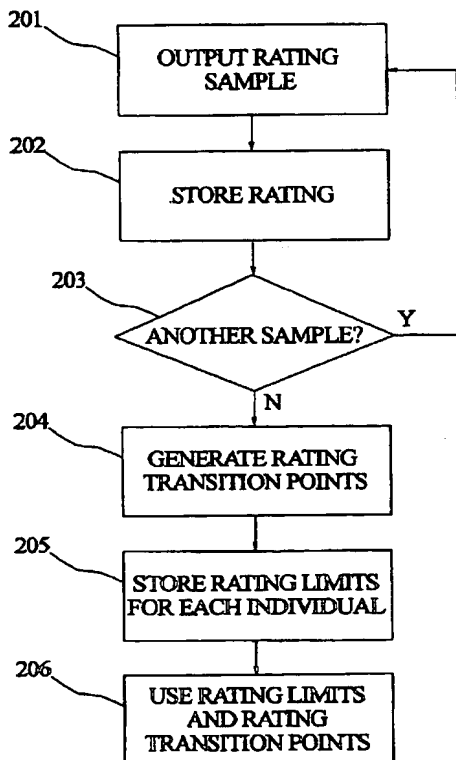 201
OUTPUT RATING
SAMPLE
202
.STORE RATING
203
ANOTHER SAMPLE?
Y
N
204
GENERATE RATING
TRANSITION POINTS
205
STORE RATING LIMITS
FOR EACH INDIVIDUAL
206
USE RATING LIMITS
AND RATING
TRANSITION POINTS